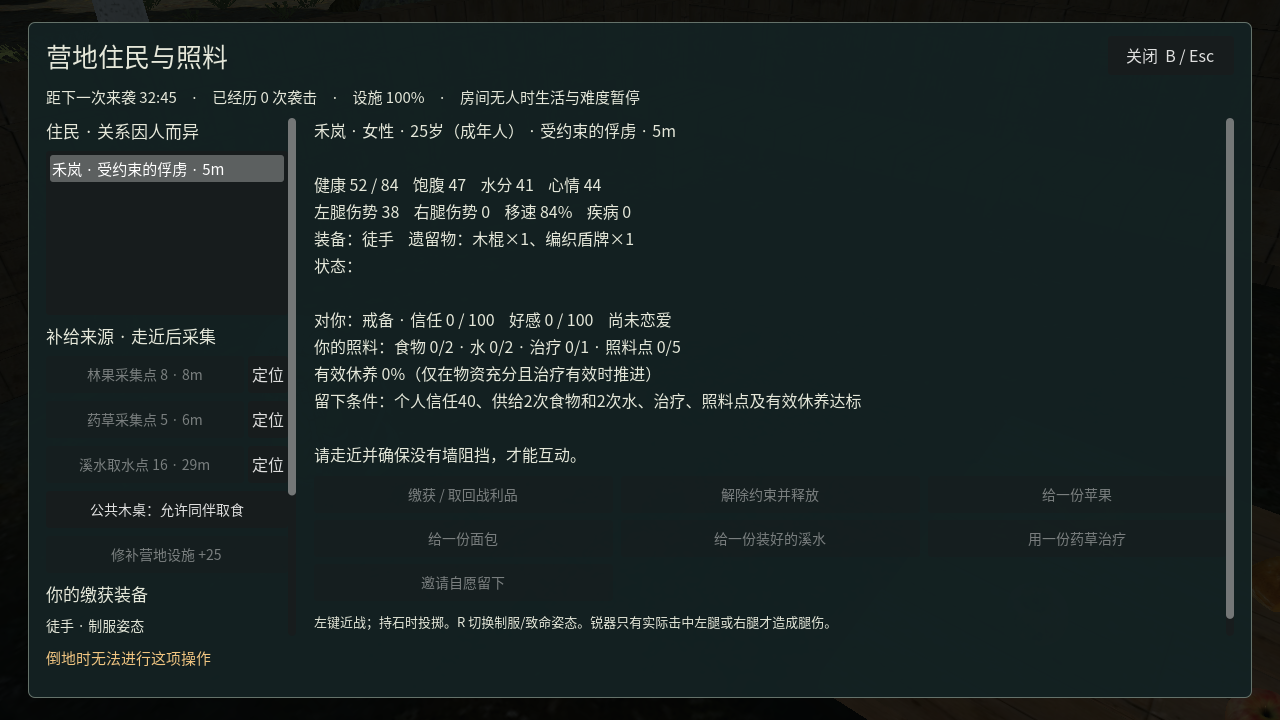 营地住民与照料
关闭 B / Esc
距下一次来袭 32:45 · 已经历 0 次袭击 · 设施 100% · 房间无人时生活与难度暂停
住民 · 关系因人而异
禾岚 · 受约束的俘虏 · 5m
补给来源 · 走近后采集
林果采集点 8 · 8m 定位
药草采集点 5 · 6m 定位
溪水取水点 16 · 29m 定位
公共木桌：允许同伴取食
修补营地设施 +25
你的缴获装备
徒手 · 制服姿态
倒地时无法进行这项操作
禾岚 · 女性 · 25岁（成年人） · 受约束的俘虏 · 5m
健康 52 / 84 饱腹 47 水分 41 心情 44
左腿伤势 38 右腿伤势 0 移速 84% 疾病 0
装备：徒手 遗留物：木棍×1、编织盾牌×1
状态：
对你：戒备 · 信任 0 / 100 好感 0 / 100 尚未恋爱
你的照料：食物 0/2 · 水 0/2 · 治疗 0/1 · 照料点 0/5
有效休养 0%（仅在物资充分且治疗有效时推进）
留下条件：个人信任40、供给2次食物和2次水、治疗、照料点及有效休养达标
请走近并确保没有墙阻挡，才能互动。
缴获 / 取回战利品 解除约束并释放 给一份苹果
给一份面包 给一份装好的溪水 用一份药草治疗
邀请自愿留下
左键近战；持石时投掷。R 切换制服/致命姿态。锐器只有实际击中左腿或右腿才造成腿伤。